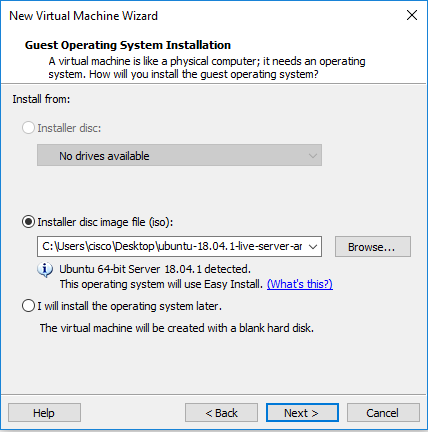 New Virtual Machine Wizard
Guest Operating System Installation
A virtual machine is like a physical computer; it needs an operating
system. How will you install the guest operating system?
Install from:
Installer disc:
No drives available
Installer disc image file (iso):
C:\Users\cisco\Desktop\ubuntu-18.04.1-live-server-ar
Browse...
Ubuntu 64-bit Server 18.04.1 detected.
This operating system will use Easy Install. (What's this?)
I will install the operating system later.
The virtual machine will be created with a blank hard disk.
Help
< Back
Next >
Cancel